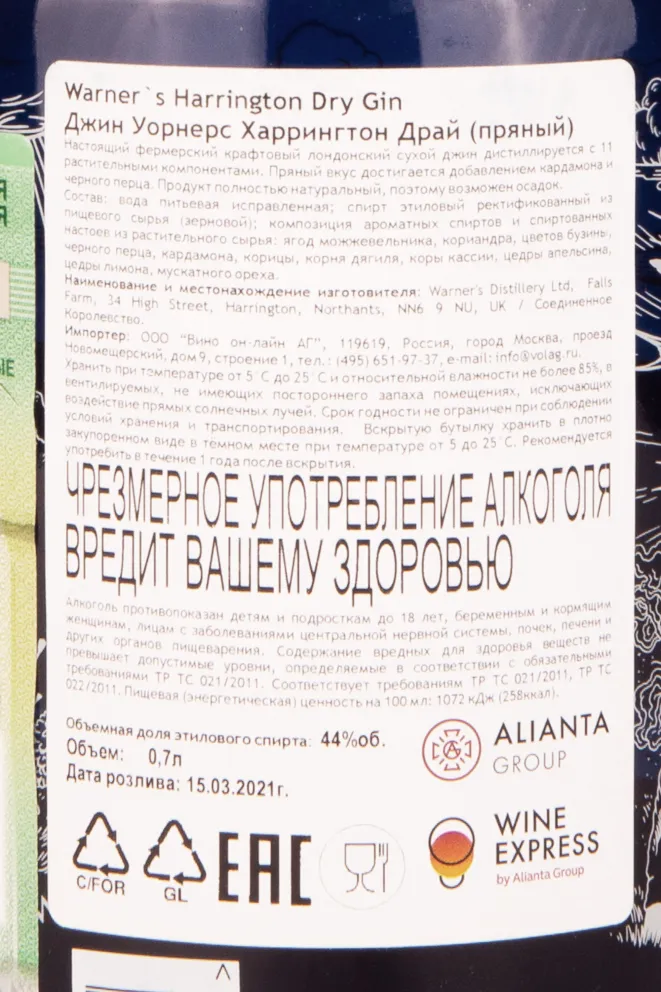 Warner`s Harrington Dry Gin
Джин Уорнерс Харрингтон Драй (пряный)
Настоящий фермерский крафтовый лондонский сухой джин дистиллируется с 11
растительными компонентами. Пряный вкус достигается добавлением кардамона и
черного перца. Продукт полностью натуральный, поэтому возможен осадок.
Состав: вода питьевая исправленная; спирт этиловый ректификованный из
пищевого сырья (зерновой); композиция ароматных спиртов и спиртованных
настоев из растительного сырья: ягод можжевельника, кориандра, цветов бузины,
черного перца, кардамона, корицы, корня дягиля, коры кассии, цедры апельсина,
цедры лимона, мускатного ореха.
Наименование и местонахождение изготовителя: Warner's Distillery Ltd, Falls
Farm, 34 High Street, Harrington, Northants, NN6 9 NU, UK / Соединенное
Королевство.
Импортер: ООО "Вино он-лайн АГ", 119619, Россия, город Москва, проезд
Новомещерский, дом 9, строение 1, тел.: (495) 651-97-37, e-mail: info@volag.ru.
Хранить при температуре от 5˚С до 25˚С и относительной влажности не более 85%, в
вентилируемых, не имеющих постороннего запаха помещениях, исключающих
воздействие прямых солнечных лучей. Срок годности не ограничен при соблюдении
условий хранения и транспортирования. Вскрытую бутылку хранить в плотно
закупоренном виде в темном месте при температуре от 5 до 25˚С. Рекомендуется
употребить в течение 1 года после вскрытия.
ЧРЕЗМЕРНОЕ УПОТРЕБЛЕНИЕ АЛКОГОЛЯ
ВРЕДИТ ВАШЕМУ ЗДОРОВЬЮ
Алкоголь противопоказан детям и подросткам до 18 лет, беременным и кормящим
женщинам, лицам с заболеваниями центральной нервной системы, почек, печени и
других органов пищеварения. Содержание вредных для здоровья веществ не
превышает допустимые уровни, определяемые в соответствии с обязательными
требованиями ТР ТС 021/2011. Соответствует требованиям ТР ТС 021/2011, ТР ТС
022/2011. Пищевая (энергетическая) ценность на 100 мл: 1072 кДж (258ккал).
Объемная доля этилового спирта: 44%об.
Объем: 0,7л
Дата розлива: 15.03.2021г.
ALIANTA
GROUP
C/FOR
GL
EAC
WINE
EXPRESS
by Alianta Group